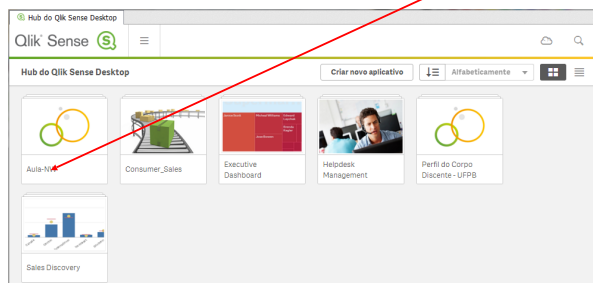 Hub do Qlik Sense Desktop
Qlik Sense
Hub do Qlik Sense Desktop
Criar novo aplicativo
Alfabeticamente
Aula-NV
Consumer_Sales
Executive
Dashboard
Helpdesk
Management
Perfil do Corpo
Discente - UFPB
Sales Discovery